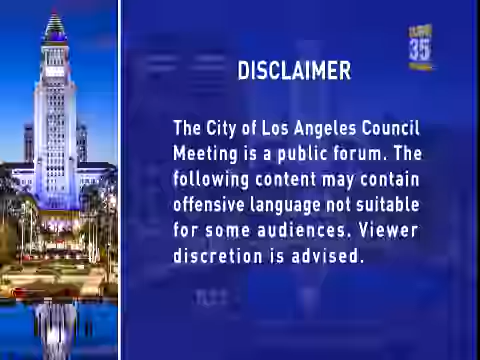 35
DISCLAIMER
The City of Los Angeles Council
Meeting is a public forum. The
following content may contain
offensive language not suitable
for some audiences. Viewer
discretion is advised.